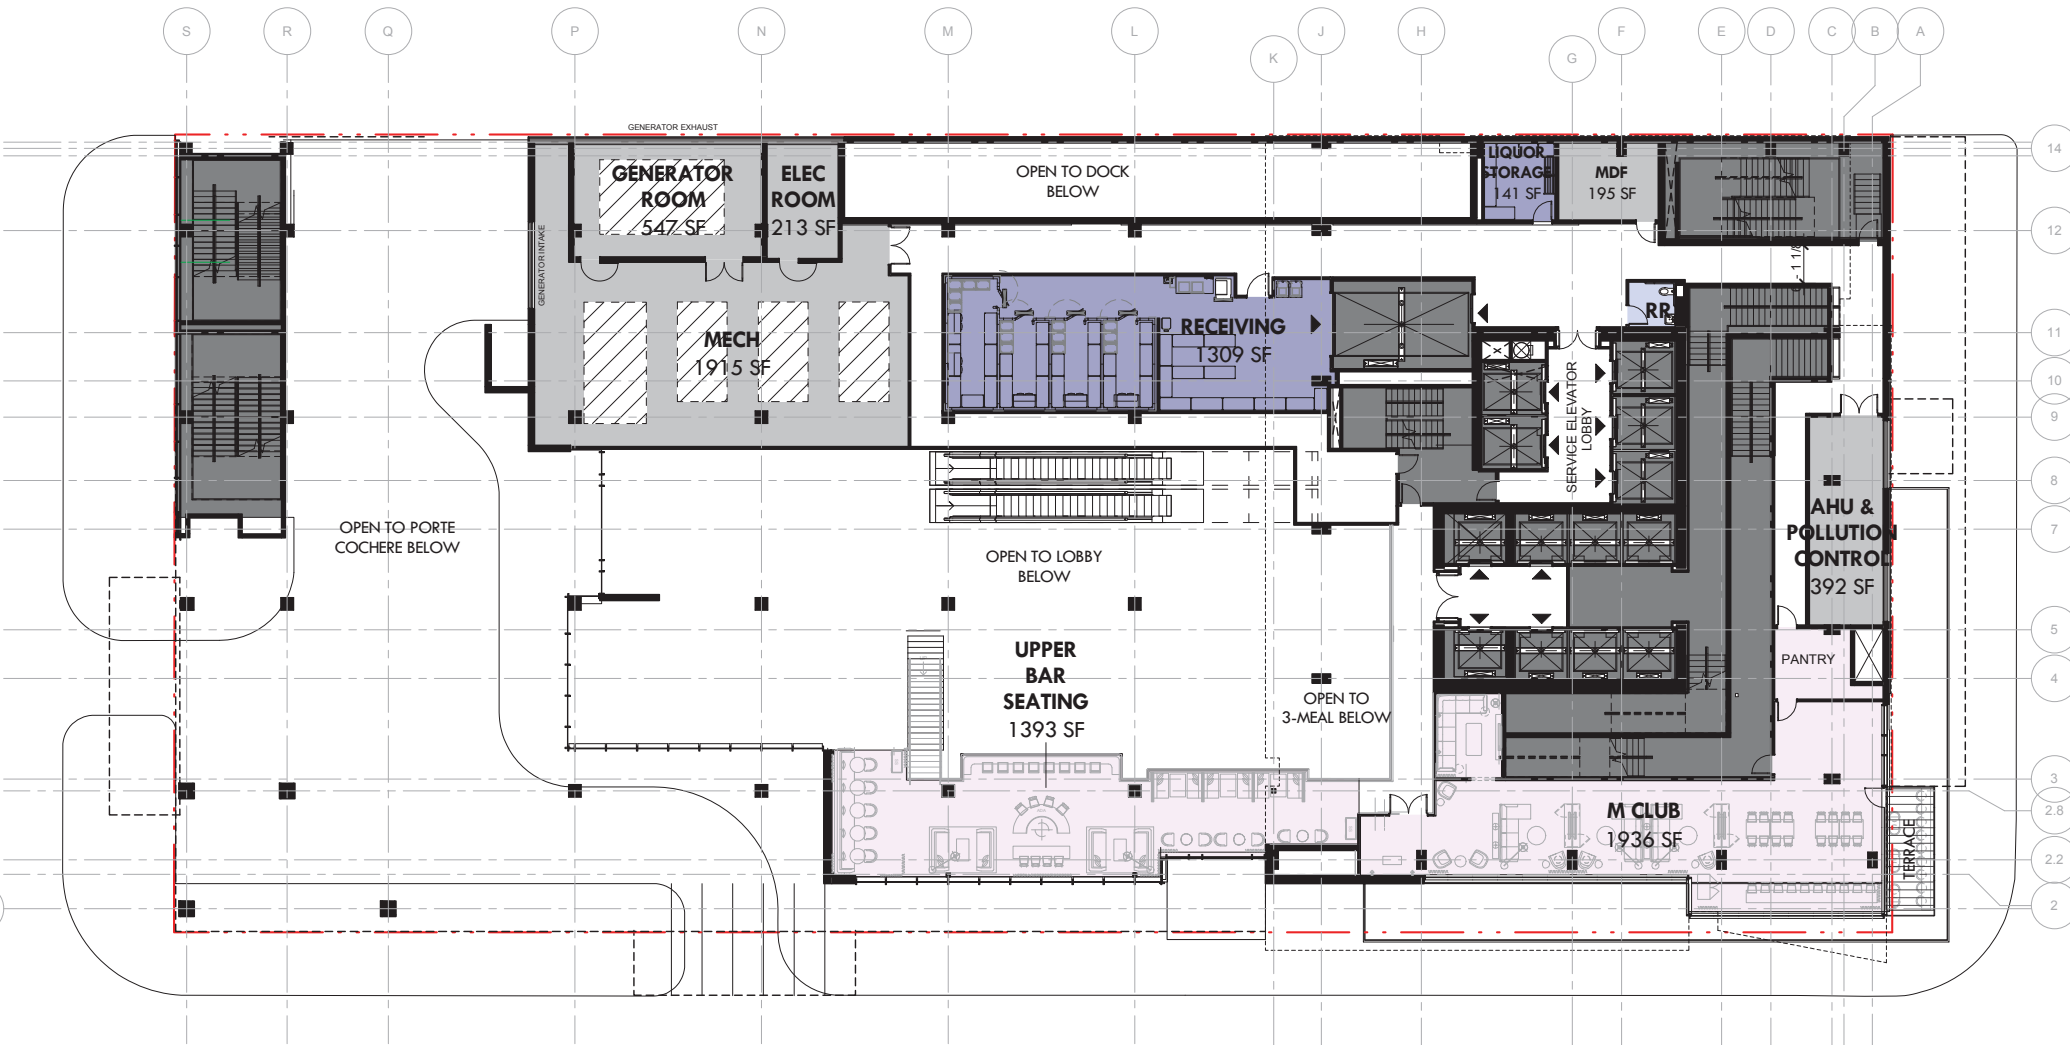 S R Q P N M L K J H G F E D C B A
GENERATOR EXHAUST
14
LIQUOR
STORAGE
141 SF
MDF
195 SF
GENERATOR
ROOM
547 SF
ELEC
ROOM
213 SF
OPEN TO DOCK
BELOW
12
GENERATOR INTAKE
RR
RECEIVING
1309 SF
11
MECH
1915 SF
X
10
SERVICE ELEVATOR
LOBBY
9
8
OPEN TO PORTE
COCHERE BELOW
AHU &
POLLUTION
CONTROL
392 SF
7
OPEN TO LOBBY
BELOW
5
UPPER
BAR
SEATING
1393 SF
PANTRY
4
OPEN TO
3-MEAL BELOW
3
M CLUB
1936 SF
2.8
TERRACE
2.2
2